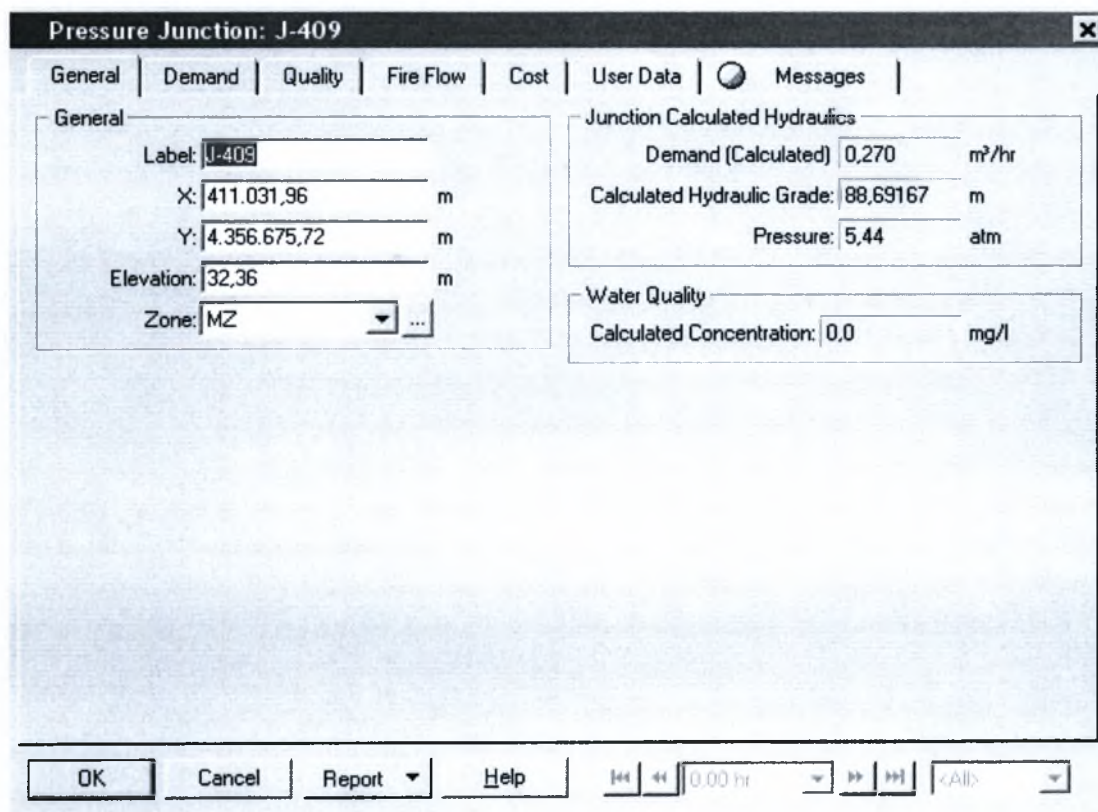 Pressure Junction: J-409
General Demand Quality Fire Flow Cost User Data Messages
General
Label: J-409
X: 411.031,96 m
Y: 4.356.675,72 m
Elevation: 32,36 m
Zone: MZ ...
Junction Calculated Hydraulics
Demand (Calculated) 0,270 m³/hr
Calculated Hydraulic Grade: 88,69167 m
Pressure: 5,44 atm
Water Quality
Calculated Concentration: 0,0 mg/l
OK Cancel Report Help 0.00 hr <All>